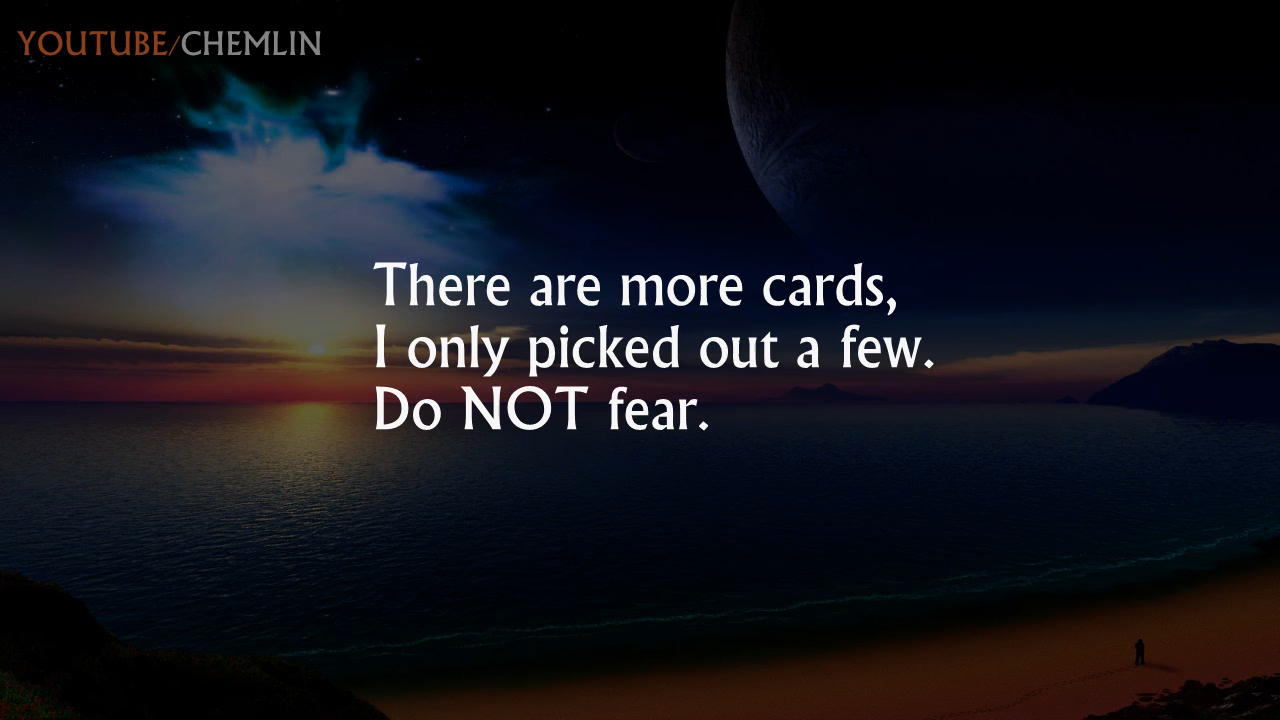 YOUTUBE/CHEMLIN
There are more cards,
I only picked out a few.
Do NOT fear.